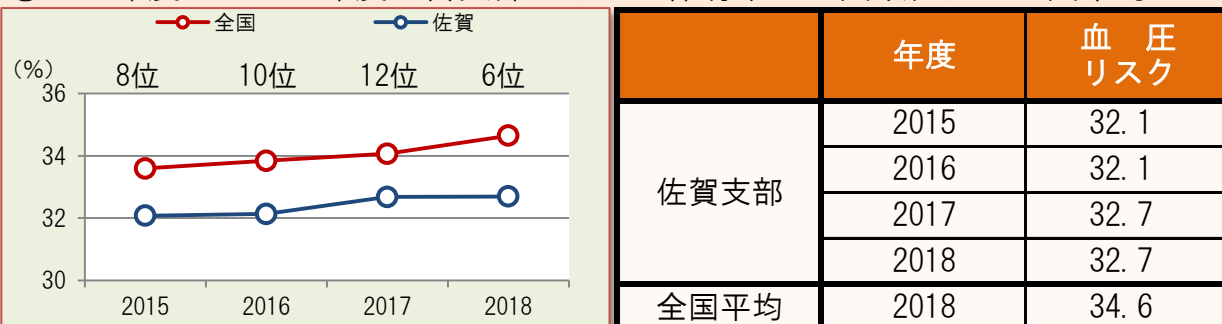 全国 佐賀
(%) 8位 10位 12位 6位
36
34
32
30
2015 2016 2017 2018
年度 血 圧
リスク
佐賀支部 2015 32.1
2016 32.1
2017 32.7
2018 32.7
全国平均 2018 34.6